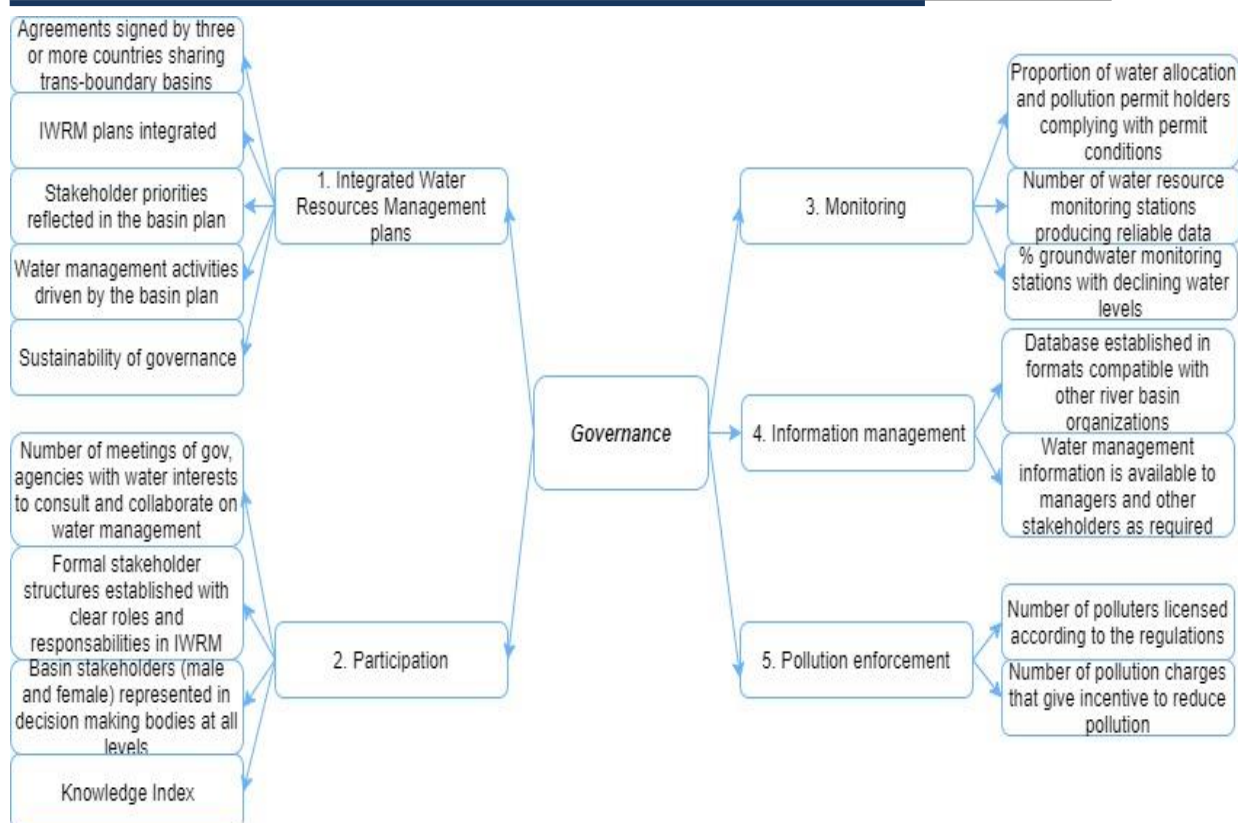 Agreements signed by three
or more countries sharing
trans-boundary basins
IWRM plans integrated
Stakeholder priorities
reflected in the basin plan
Water management activities
driven by the basin plan
Sustainability of governance
1. Integrated Water
Resources Management
plans
Number of meetings of gov,
agencies with water interests
to consult and collaborate on
water management
Formal stakeholder
structures established with
clear roles and
responsabilities in IWRM
Basin stakeholders (male
and female) represented in
decision making bodies at all
levels
Knowledge Index
2. Participation
Governance
3. Monitoring
Proportion of water allocation
and pollution permit holders
complying with permit
conditions
Number of water resource
monitoring stations
producing reliable data
% groundwater monitoring
stations with declining water
levels
4. Information management
Database established in
formats compatible with
other river basin
organizations
Water management
information is available to
managers and other
stakeholders as required
5. Pollution enforcement
Number of polluters licensed
according to the regulations
Number of pollution charges
that give incentive to reduce
pollution